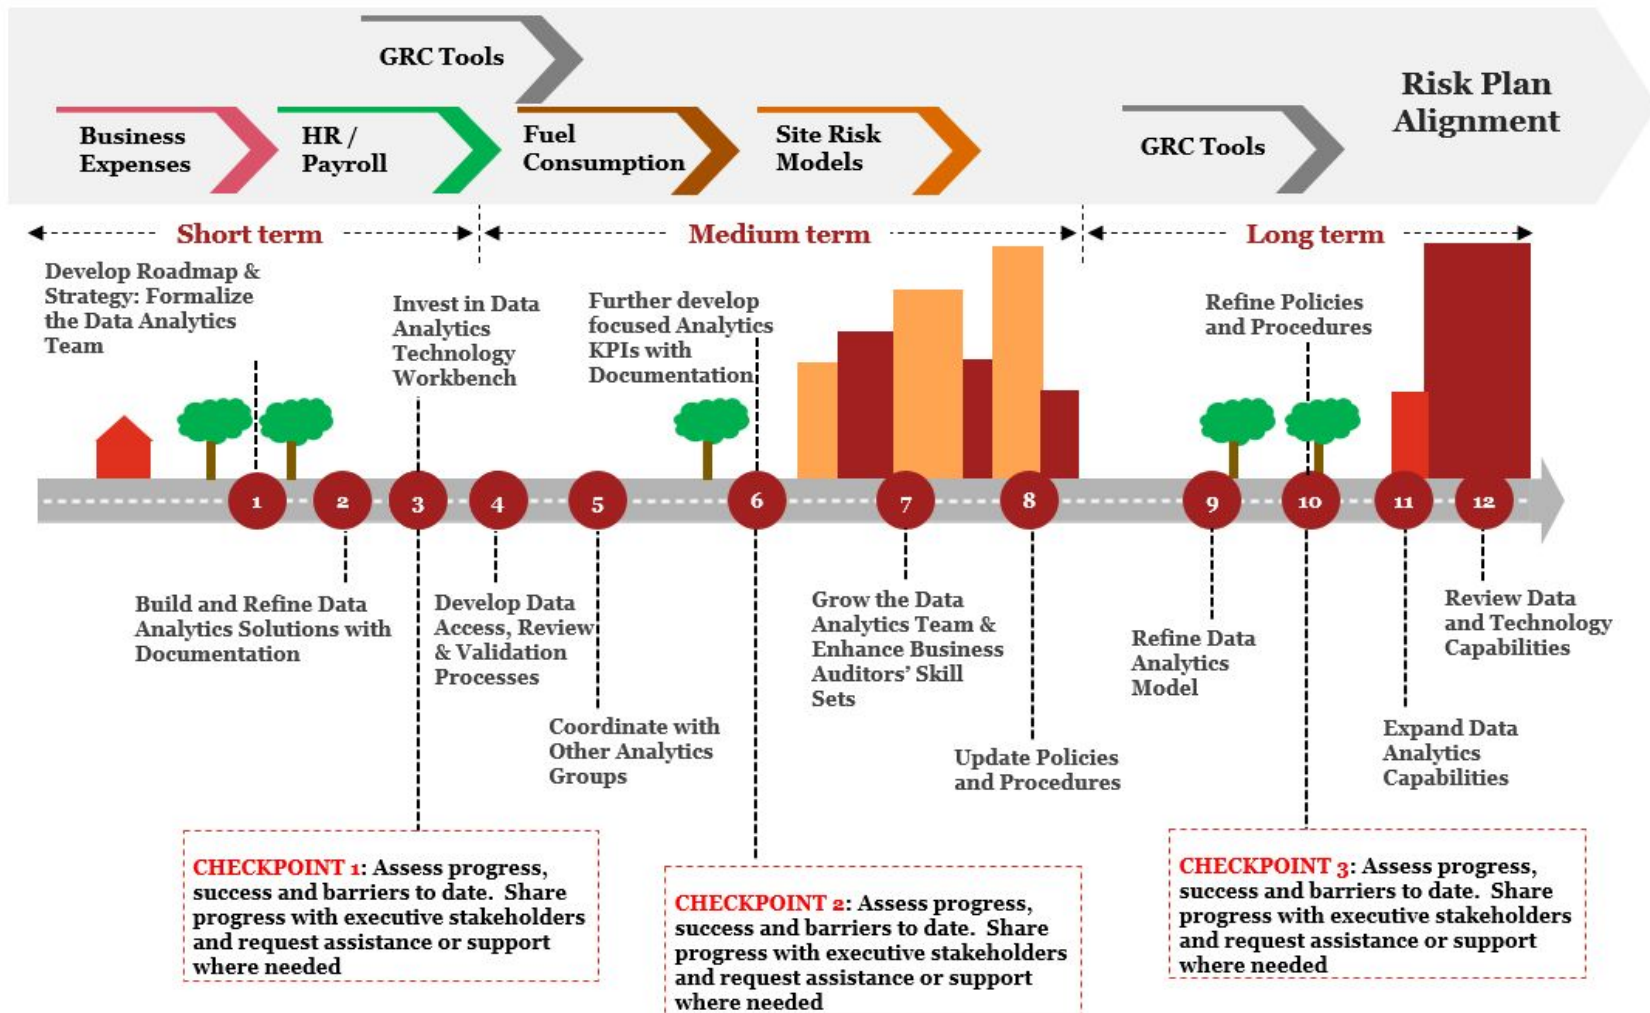 GRC Tools
Risk Plan
Alignment
Business
Expenses
HR /
Payroll
Fuel
Consumption
Site Risk
Models
GRC Tools
Short term
Medium term
Long term
Develop Roadmap &
Strategy: Formalize
the Data Analytics
Team
Invest in Data
Analytics
Technology
Workbench
Further develop
focused Analytics
KPIs with
Documentation
Refine Policies
and Procedures
1
2
3
4
5
6
7
8
9
10
11
12
Build and Refine Data
Analytics Solutions with
Documentation
Develop Data
Access, Review
& Validation
Processes
Coordinate with
Other Analytics
Groups
Grow the Data
Analytics Team &
Enhance Business
Auditors’ Skill
Sets
Update Policies
and Procedures
Refine Data
Analytics
Model
Expand Data
Analytics
Capabilities
Review Data
and Technology
Capabilities
CHECKPOINT 1: Assess progress,
success and barriers to date. Share
progress with executive stakeholders
and request assistance or support
where needed
CHECKPOINT 2: Assess progress,
success and barriers to date. Share
progress with executive stakeholders
and request assistance or support
where needed
CHECKPOINT 3: Assess progress,
success and barriers to date. Share
progress with executive stakeholders
and request assistance or support
where needed